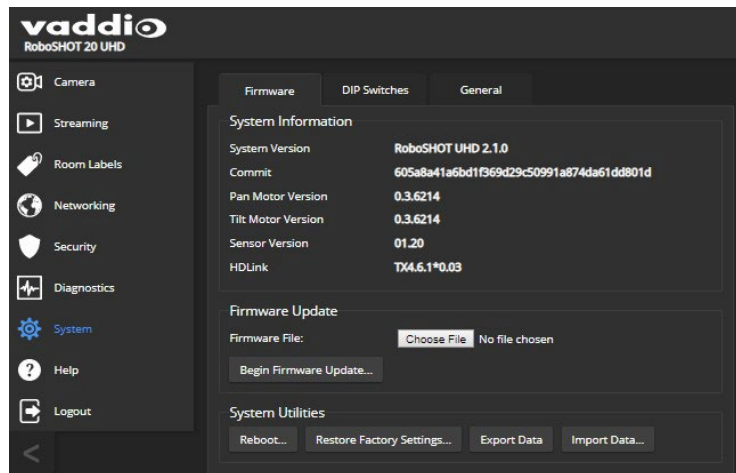 vaddio
RoboSHOT 20 UHD
Camera
Streaming
Room Labels
Networking
Security
Diagnostics
System
Help
Logout
Firmware DIP Switches General
System Information
System Version RoboSHOT UHD 2.1.0
Commit 605a8a41a6bd1f369d29c50991a874da61dd801d
Pan Motor Version 0.3.6214
Tilt Motor Version 0.3.6214
Sensor Version 01.20
HDLink TX4.6.1*0.03
Firmware Update
Firmware File: Choose File No file chosen
Begin Firmware Update...
System Utilities
Reboot... Restore Factory Settings... Export Data Import Data...